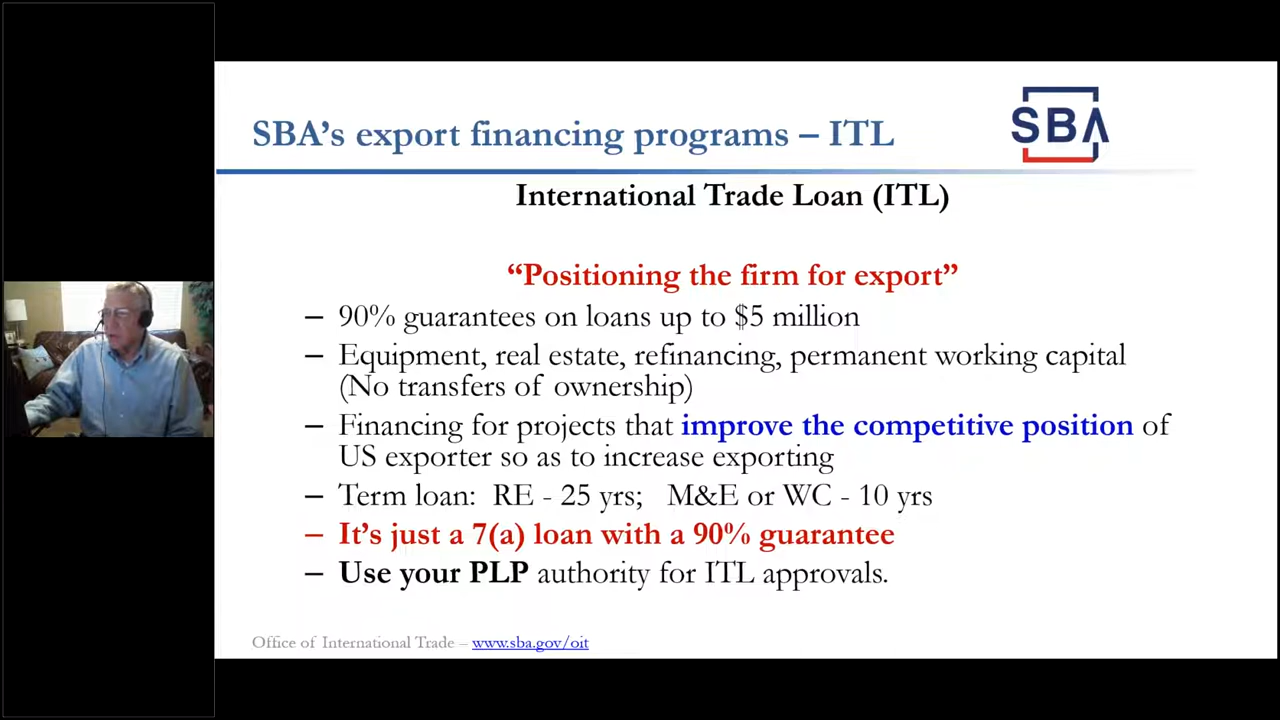 SBA's export financing programs – ITL
SBA
International Trade Loan (ITL)
“Positioning the firm for export”
– 90% guarantees on loans up to $5 million
– Equipment, real estate, refinancing, permanent working capital
(No transfers of ownership)
– Financing for projects that improve the competitive position of
US exporter so as to increase exporting
– Term loan: RE - 25 yrs; M&E or WC - 10 yrs
– It’s just a 7(a) loan with a 90% guarantee
– Use your PLP authority for ITL approvals.
Office of International Trade – www.sba.gov/oit